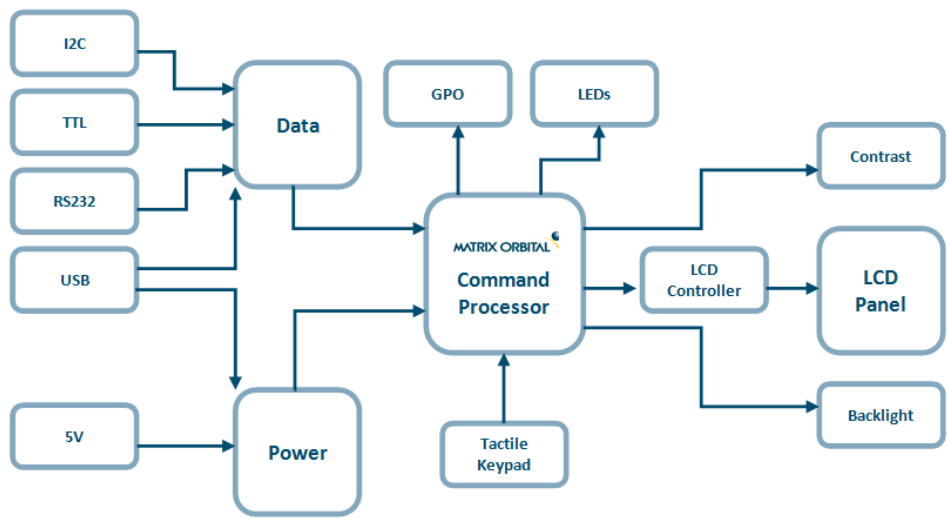 I2C
TTL
RS232
USB
5V
Data
Power
GPO
LEDs
MATRIX ORBITAL
Command
Processor
Tactile
Keypad
Contrast
LCD
Controller
LCD
Panel
Backlight